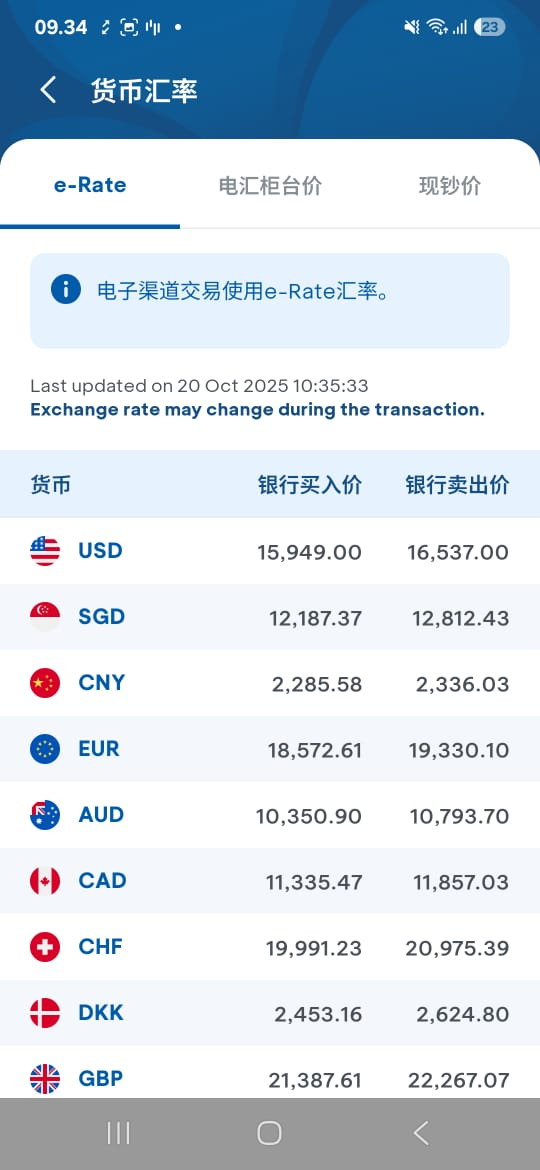 09.34 23
货币汇率
e-Rate 电汇柜台价 现钞价
电子渠道交易使用e-Rate汇率。
Last updated on 20 Oct 2025 10:35:33
Exchange rate may change during the transaction.
货币 银行买入价 银行卖出价
USD 15,949.00 16,537.00
SGD 12,187.37 12,812.43
CNY 2,285.58 2,336.03
EUR 18,572.61 19,330.10
AUD 10,350.90 10,793.70
CAD 11,335.47 11,857.03
CHF 19,991.23 20,975.39
DKK 2,453.16 2,624.80
GBP 21,387.61 22,267.07